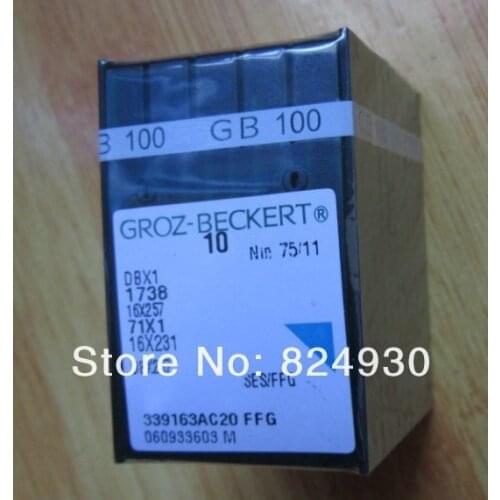 B 100 GB 100
GROZ-BECKERT®
10
Nm 75/11
DBX1
1738
16X257
71X1
16X231
Store No: 824930
SES/FFG
339163AC20 FFG
060933603 M